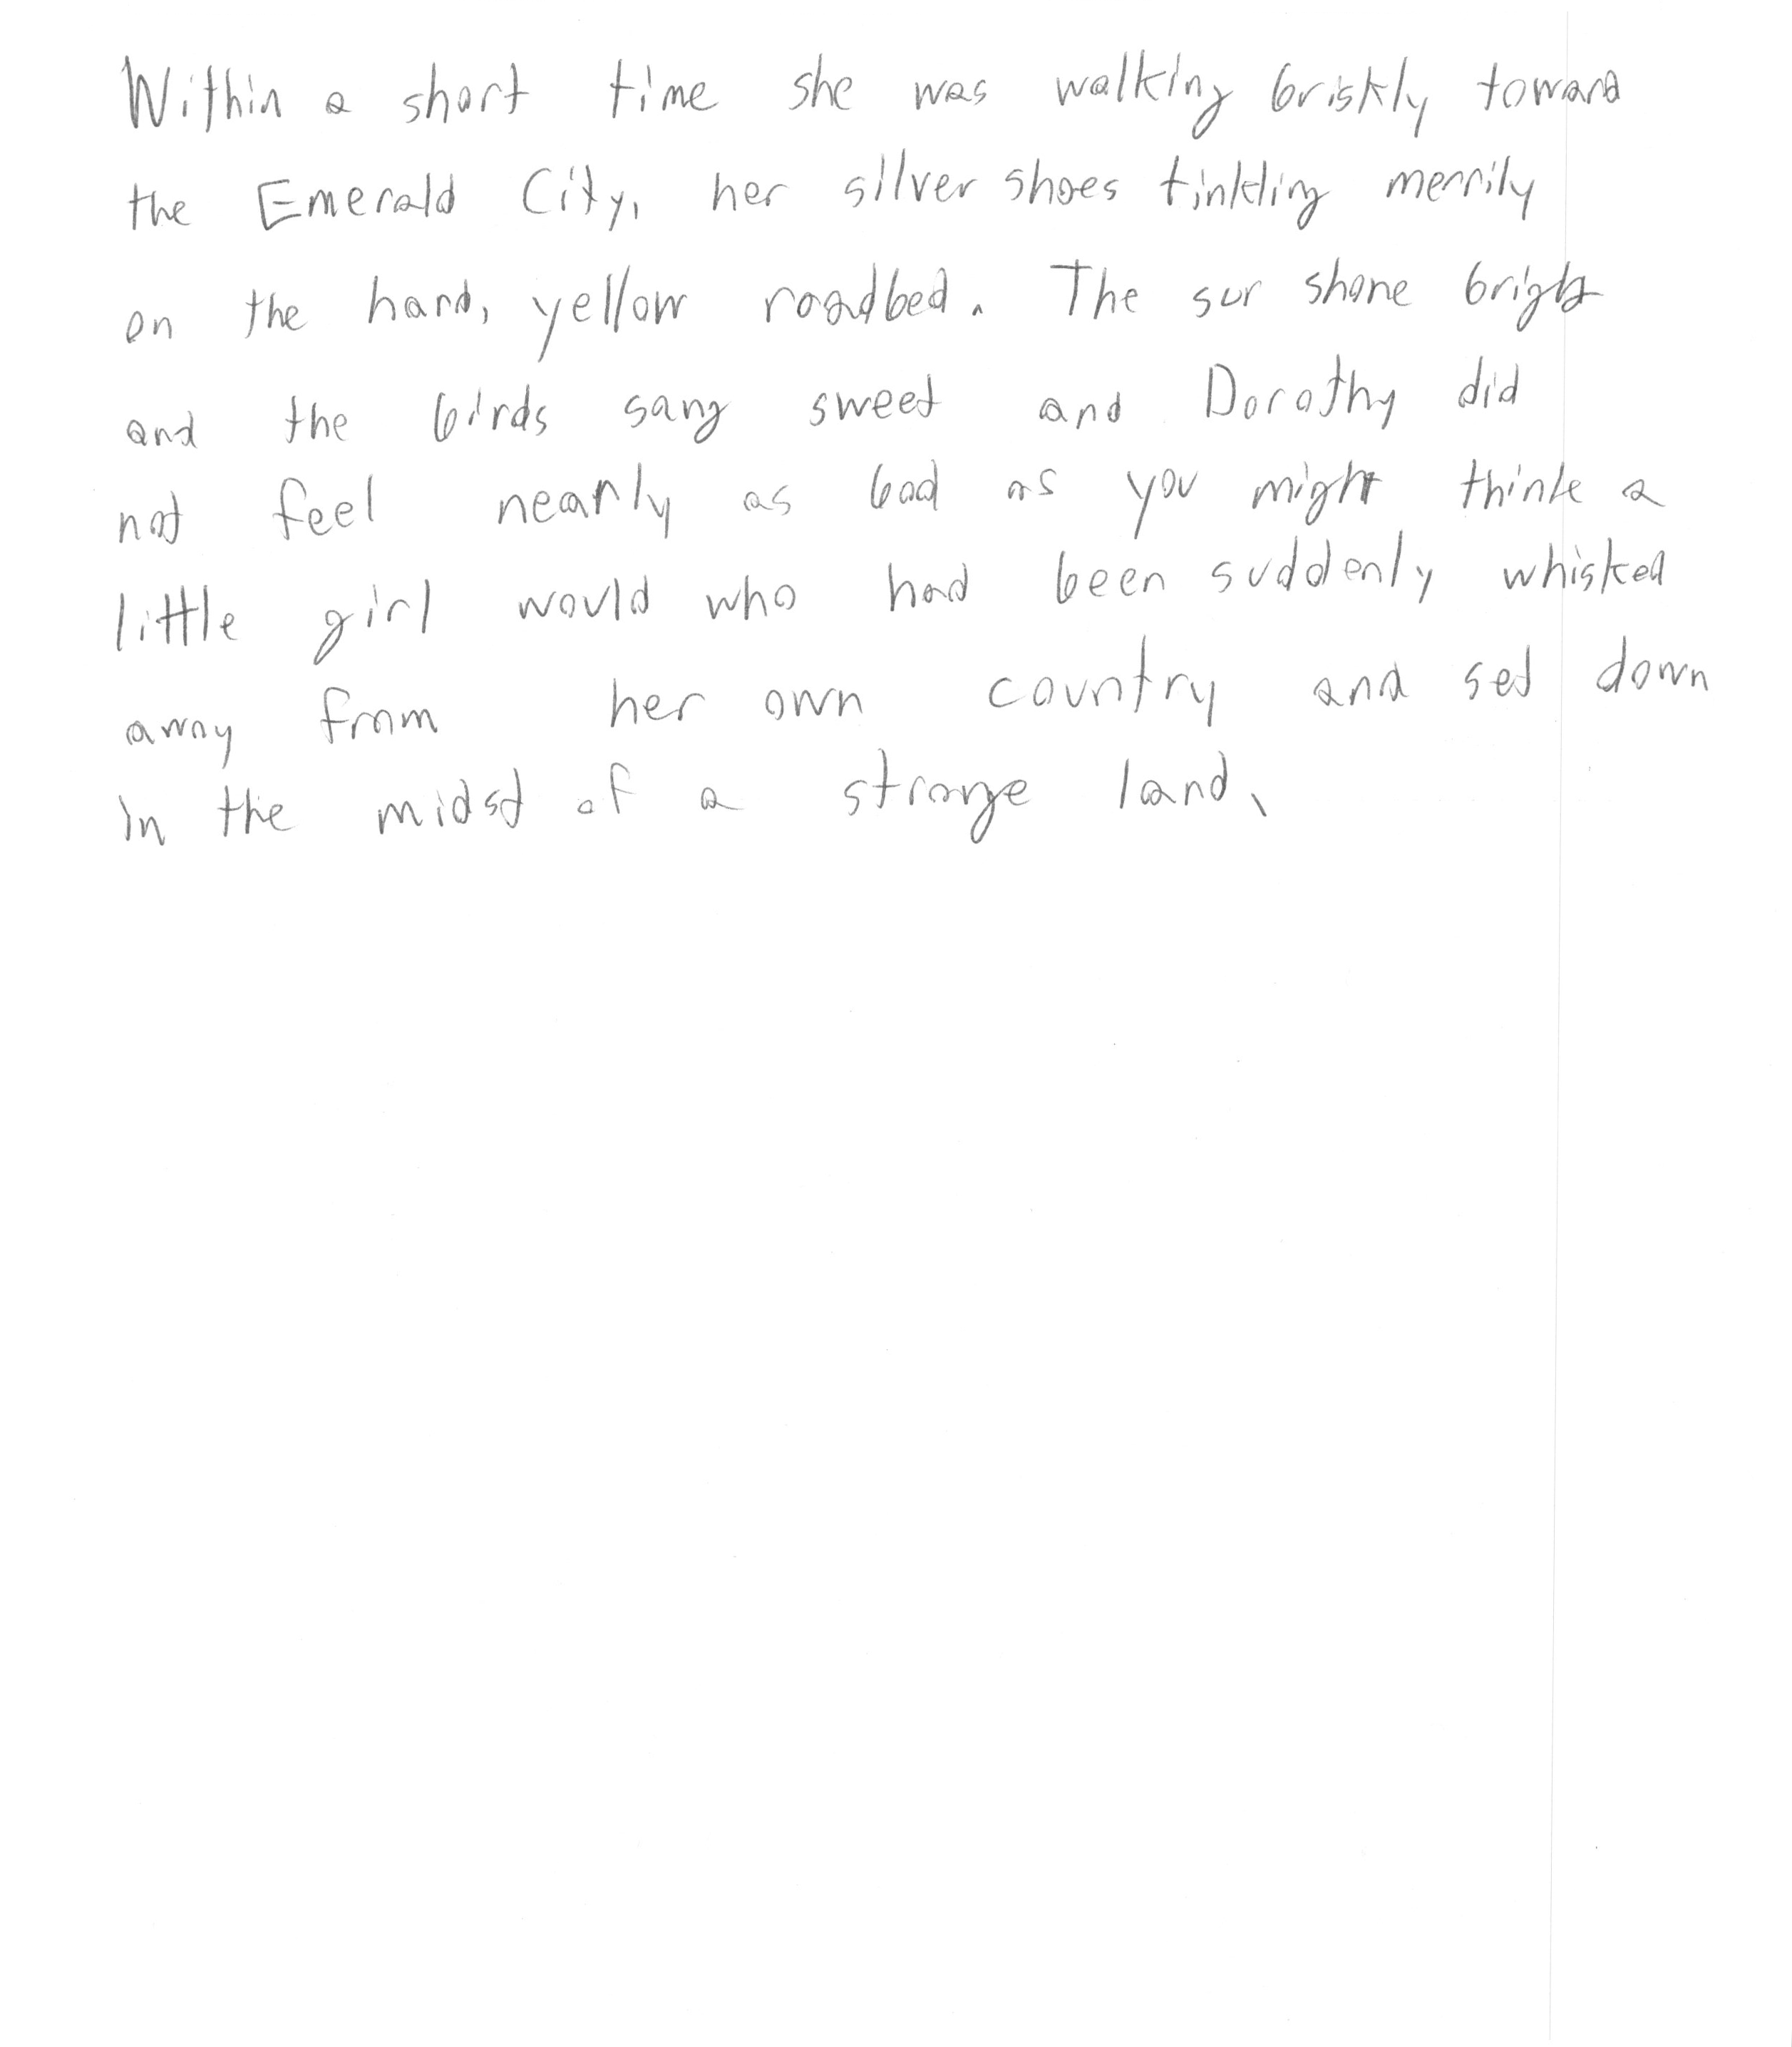 Within a short time she was walking briskly toward
the Emerald City, her silver shoes tinkling merrily
on the hard, yellow roadbed. The sun shone bright
and the birds sang sweet and Dorothy did
not feel nearly as bad as you might think a
little girl would who had been suddenly whisked
away from her own country and set down
in the midst of a strange land.